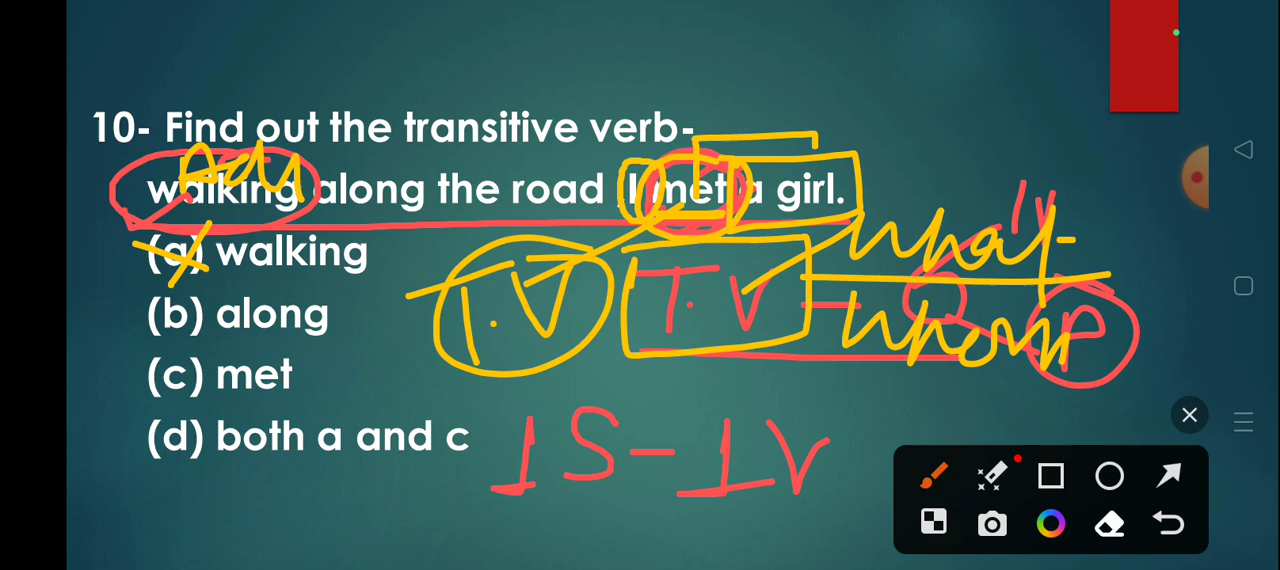 10- Find out the transitive verb-
Adj
walking along the road ,I met a girl.
(a) walking
what
T.V T.V whom
(b) along
(c) met
(d) both a and c
1S-1V